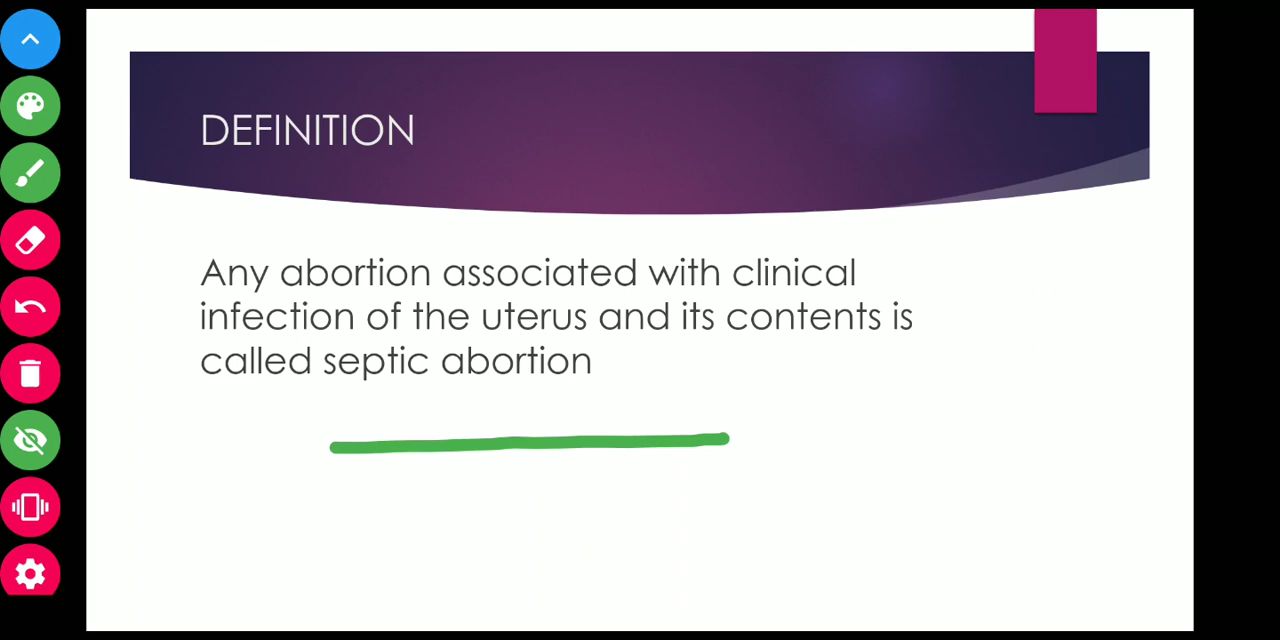 DEFINITION
Any abortion associated with clinical
infection of the uterus and its contents is
called septic abortion